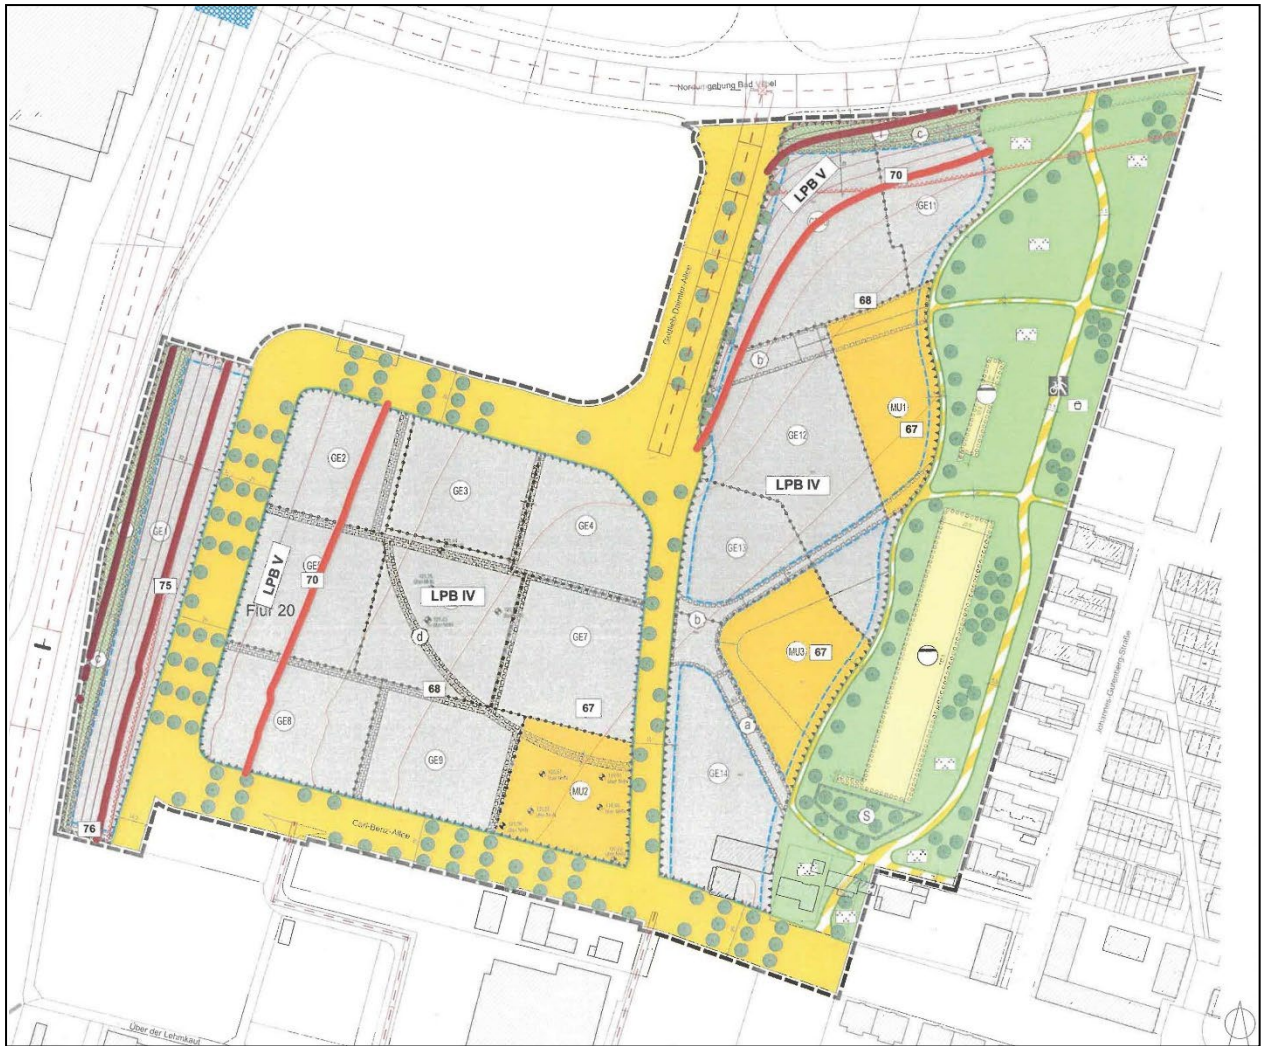 Nordumgehung Bad Vilbel
LPB V
70
GE11
Gottlieb-Daimler-Allee
68
b
MU1
67
GE12
LPB IV
GE2
GE3
GE4
GE1
75
LPB V
70
Flur 20
LPB IV
d
GE7
68
67
GE13
b
MU3
67
a
GE14
GE8
GE9
MU2
S
c
76
Carl-Benz-Allee
Johannes-Gutenberg-Straße
Über der Lehmkaut